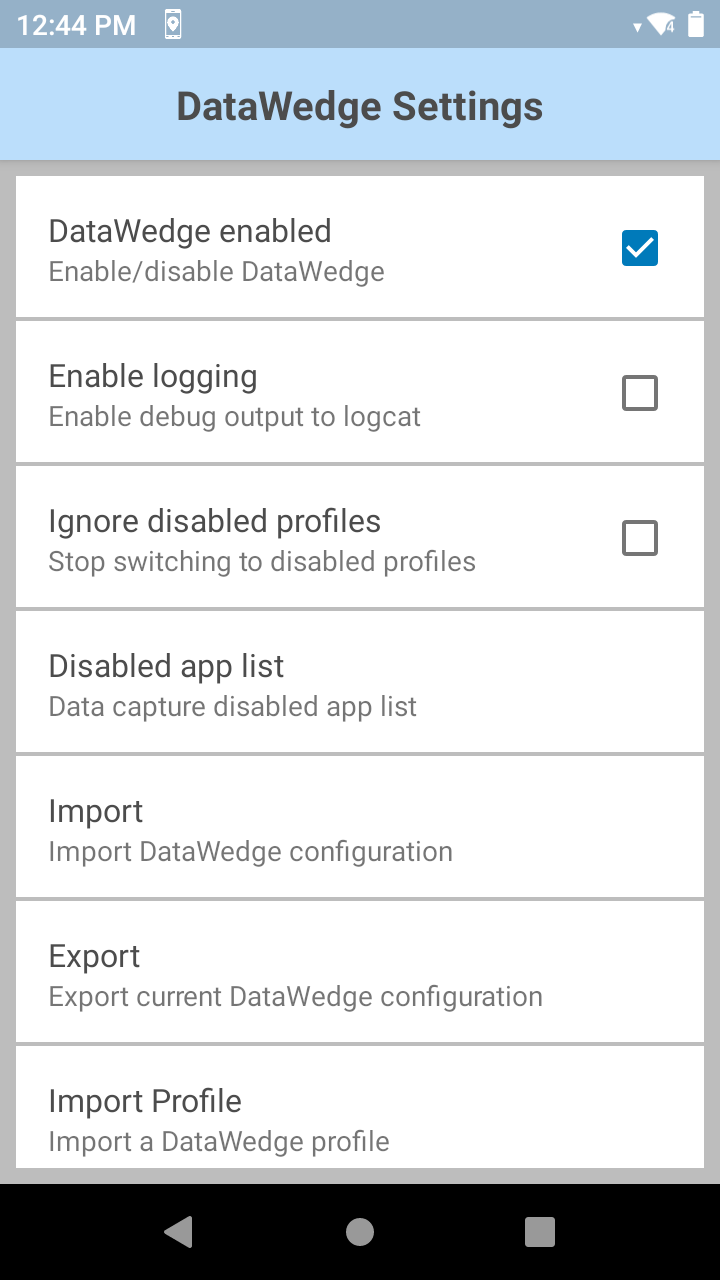 12:44 PM
4
DataWedge Settings
DataWedge enabled
Enable/disable DataWedge
Enable logging
Enable debug output to logcat
Ignore disabled profiles
Stop switching to disabled profiles
Disabled app list
Data capture disabled app list
Import
Import DataWedge configuration
Export
Export current DataWedge configuration
Import Profile
Import a DataWedge profile